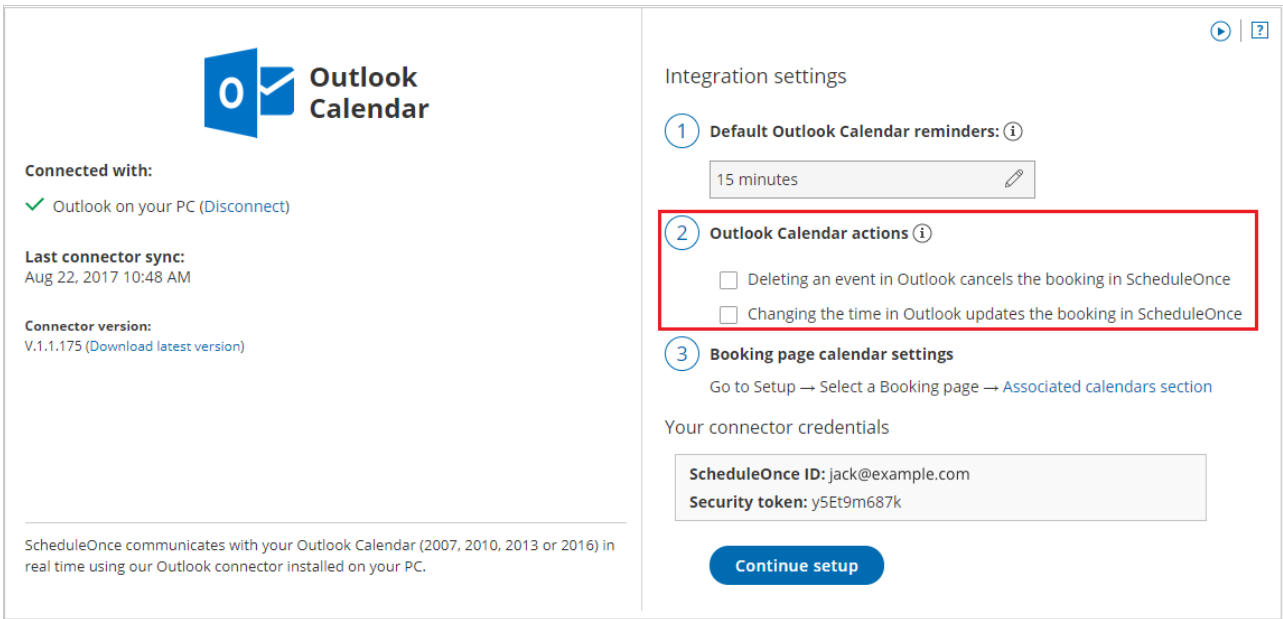 Outlook
Calendar
Connected with:
Outlook on your PC (Disconnect)
Last connector sync:
Aug 22, 2017 10:48 AM
Connector version:
V.1.1.175 (Download latest version)
ScheduleOnce communicates with your Outlook Calendar (2007, 2010, 2013 or 2016) in
real time using our Outlook connector installed on your PC.
?
Integration settings
1 Default Outlook Calendar reminders: i
15 minutes
2 Outlook Calendar actions i
Deleting an event in Outlook cancels the booking in ScheduleOnce
Changing the time in Outlook updates the booking in ScheduleOnce
3 Booking page calendar settings
Go to Setup → Select a Booking page → Associated calendars section
Your connector credentials
ScheduleOnce ID: jack@example.com
Security token: y5Et9m687k
Continue setup